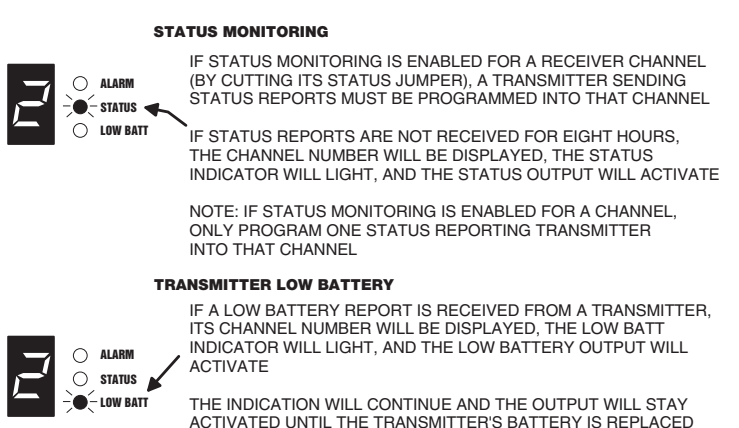 STATUS MONITORING
IF STATUS MONITORING IS ENABLED FOR A RECEIVER CHANNEL
(BY CUTTING ITS STATUS JUMPER), A TRANSMITTER SENDING
STATUS REPORTS MUST BE PROGRAMMED INTO THAT CHANNEL
2
ALARM
STATUS
LOW BATT
IF STATUS REPORTS ARE NOT RECEIVED FOR EIGHT HOURS,
THE CHANNEL NUMBER WILL BE DISPLAYED, THE STATUS
INDICATOR WILL LIGHT, AND THE STATUS OUTPUT WILL ACTIVATE
NOTE: IF STATUS MONITORING IS ENABLED FOR A CHANNEL,
ONLY PROGRAM ONE STATUS REPORTING TRANSMITTER
INTO THAT CHANNEL
TRANSMITTER LOW BATTERY
IF A LOW BATTERY REPORT IS RECEIVED FROM A TRANSMITTER,
ITS CHANNEL NUMBER WILL BE DISPLAYED, THE LOW BATT
INDICATOR WILL LIGHT, AND THE LOW BATTERY OUTPUT WILL
ACTIVATE
2
ALARM
STATUS
LOW BATT
THE INDICATION WILL CONTINUE AND THE OUTPUT WILL STAY
ACTIVATED UNTIL THE TRANSMITTER'S BATTERY IS REPLACED